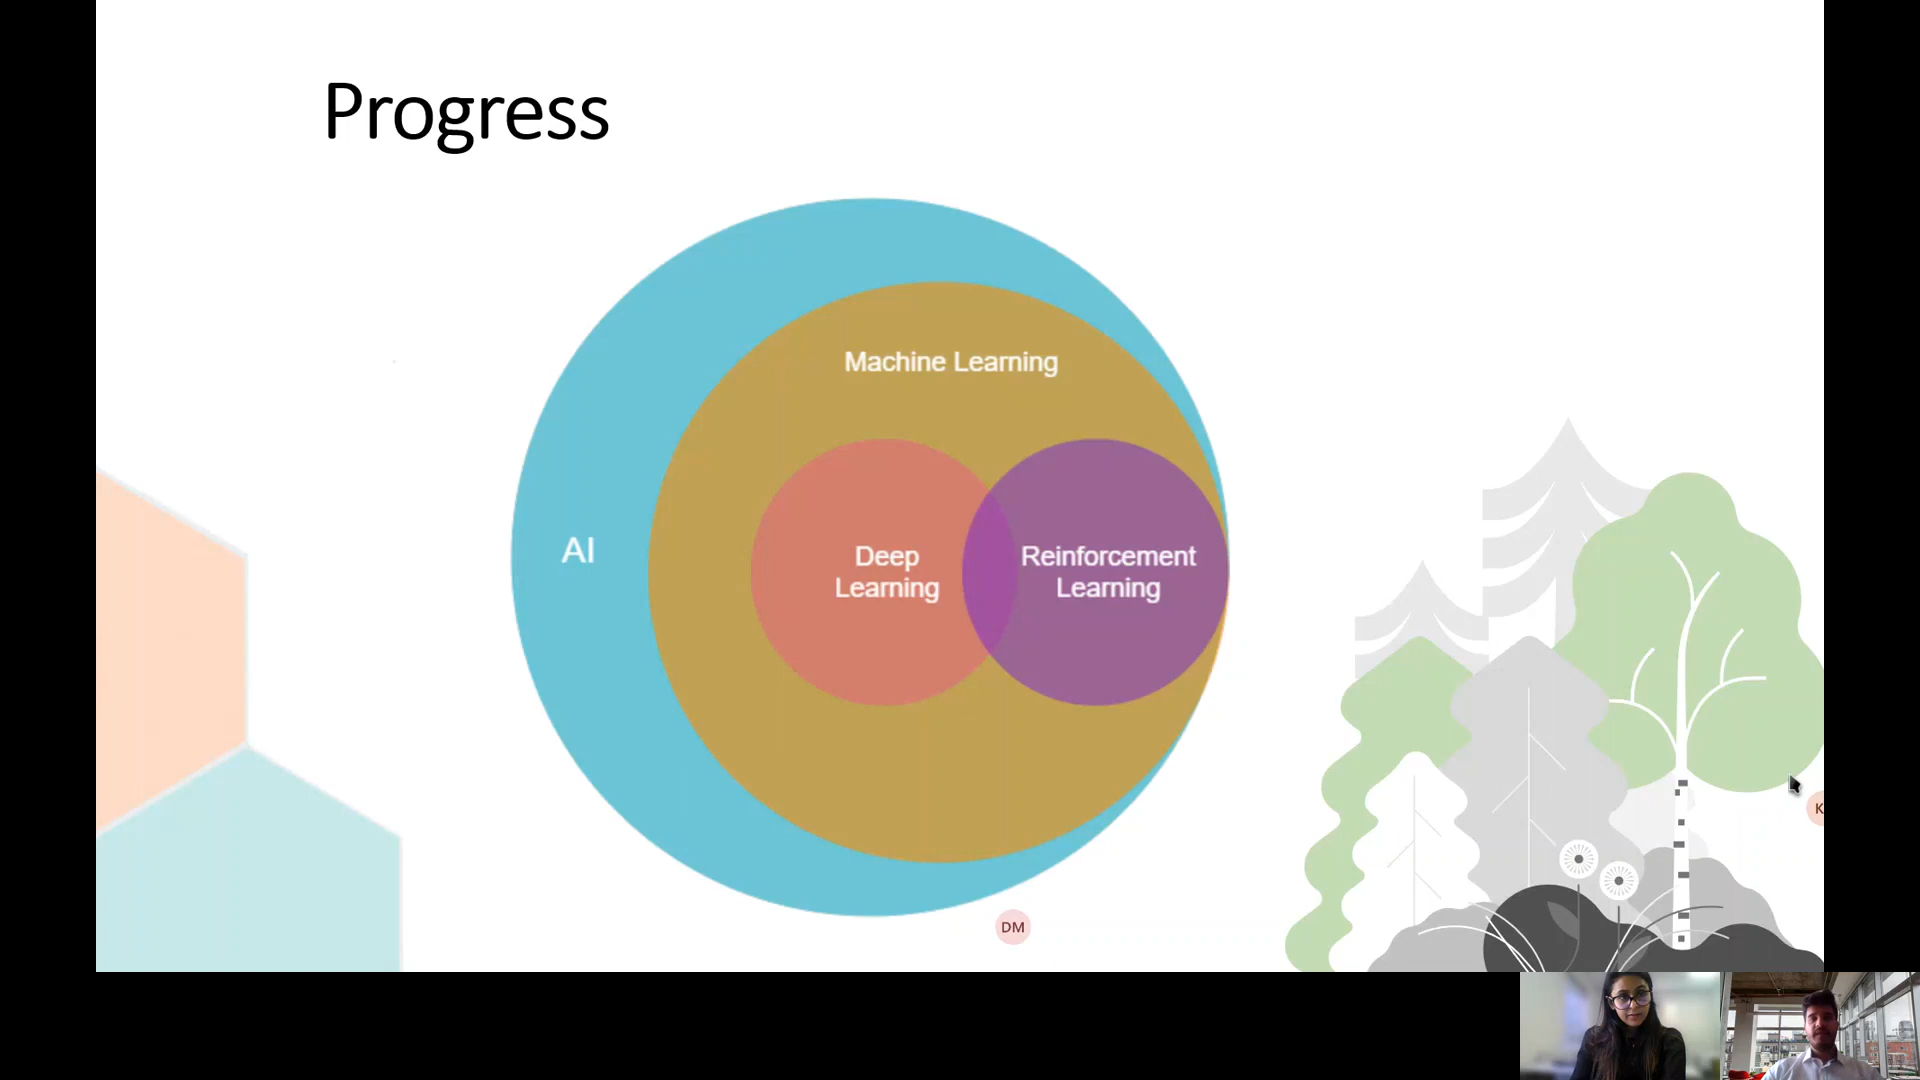 Progress
Machine Learning
AI
Deep
Learning
Reinforcement
Learning
K
DM